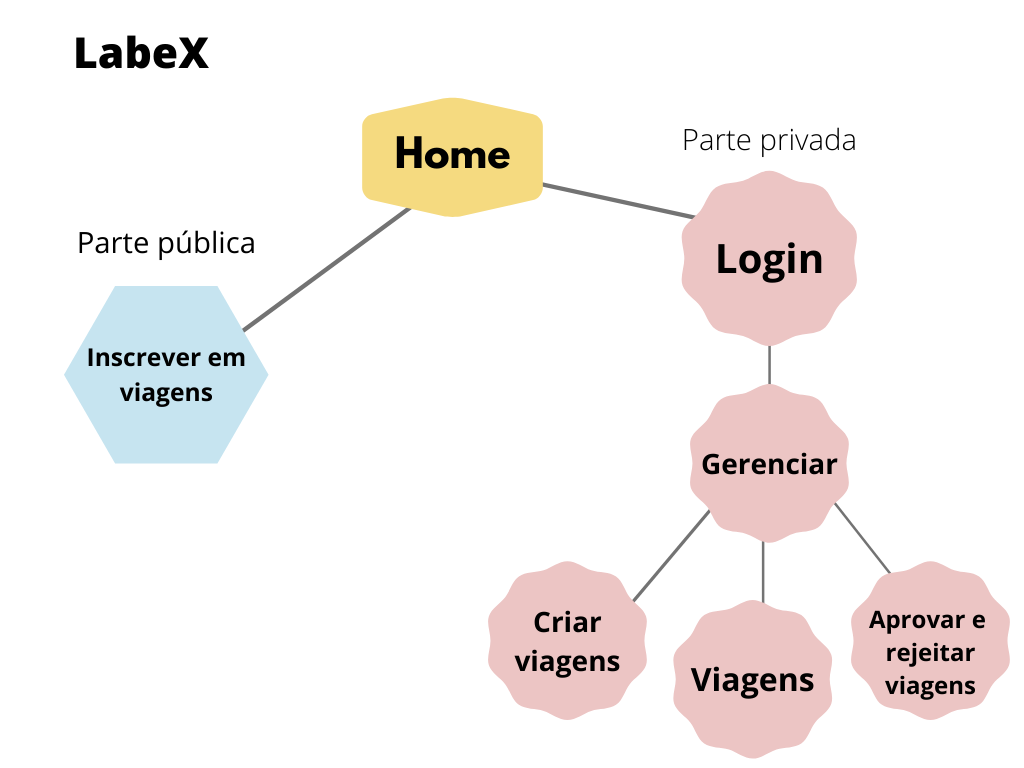 LabeX
Home
Parte privada
Parte pública
Login
Inscrever em
viagens
Gerenciar
Criar
viagens
Viagens
Aprovar e
rejeitar
viagens